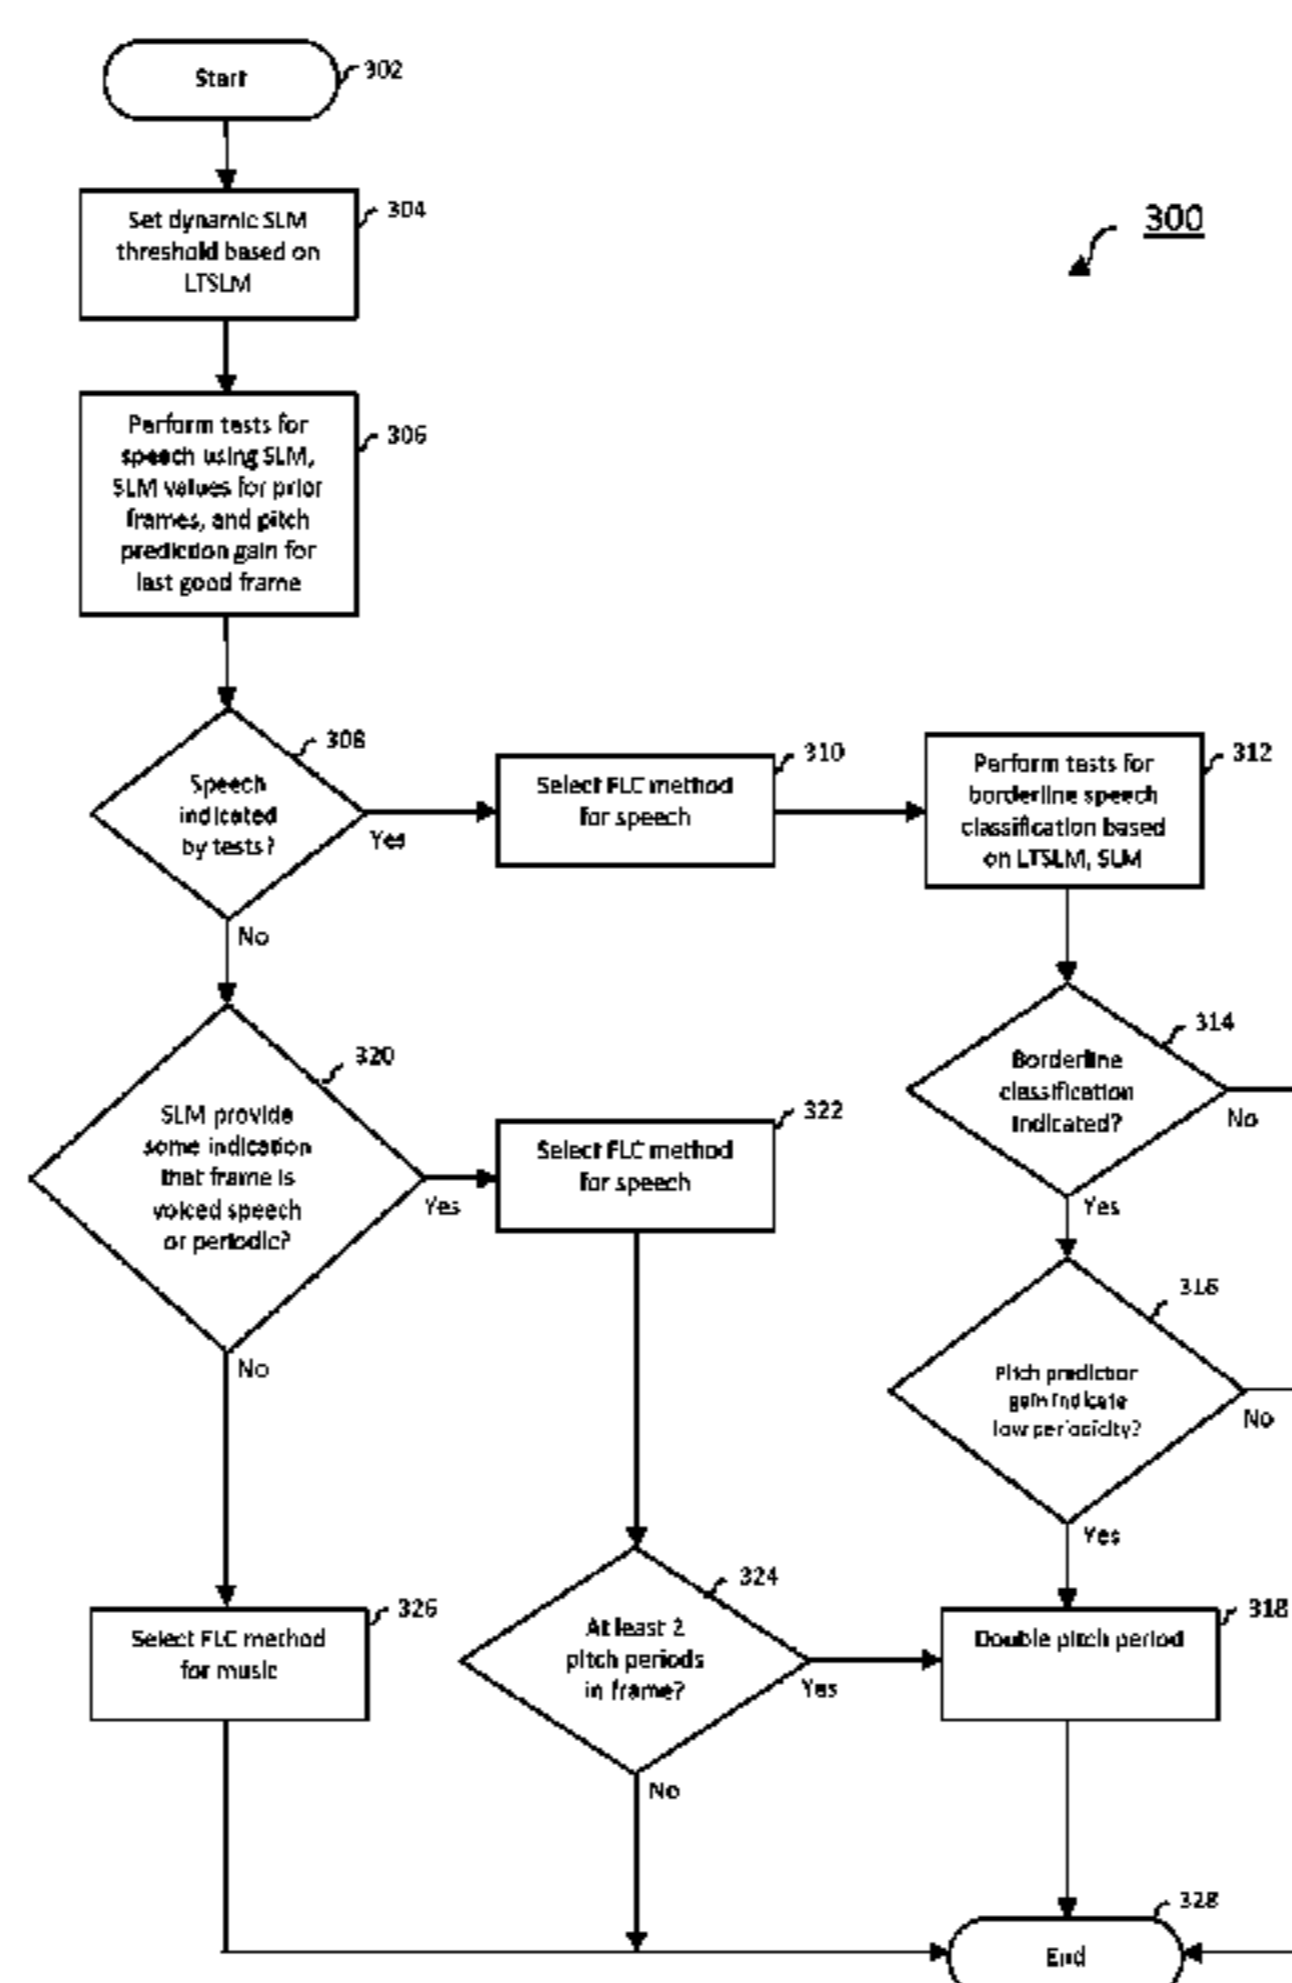 Start
302
Set dynamic SLM
threshold based on
LTSLM
304
300
Perform tests for
speech using SLM,
SLM values for prior
frames, and pitch
prediction gain for
last good frame
306
Speech
indicated
by tests?
308
Yes
No
Select FLC method
for speech
310
Perform tests for
borderline speech
classification based
on LTSLM, SLM
312
Borderline
classification
indicated?
314
No
Yes
SLM provide
some indication
that frame is
voiced speech
or periodic?
320
Yes
No
Select FLC method
for speech
322
Pitch prediction
gain indicate
low periodicity?
316
No
Yes
Select FLC method
for music
326
At least 2
pitch periods
in frame?
324
Yes
No
Double pitch period
318
End
328